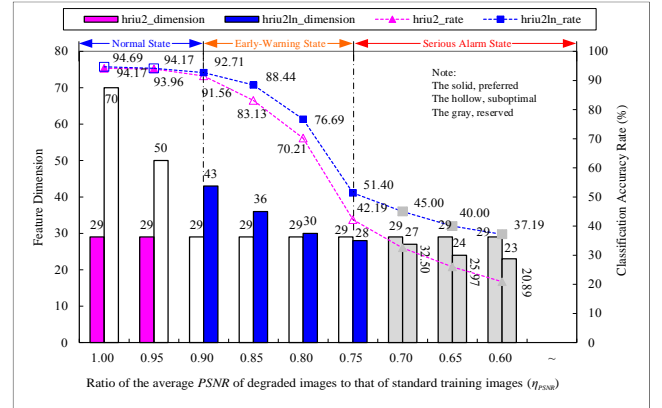 hriu2_dimension hriu2ln_dimension hriu2_rate hriu2ln_rate
Normal State Early-Warning State Serious Alarm State
Note:
The solid, preferred
The hollow, suboptimal
The gray, reserved
94.69 94.17 92.71 88.44 76.69 51.40 45.00 40.00 37.19
94.17 93.96 91.56 83.13 70.21 42.19 32.50 25.97 20.89
29 70 29 50 29 43 29 36 29 30 29 28 29 27 29 24 29 23
80
70
60
50
40
30
20
10
0
Feature Dimension
100
90
80
70
60
50
40
30
20
10
0
Classification Accuracy Rate (%)
1.00 0.95 0.90 0.85 0.80 0.75 0.70 0.65 0.60 ~
Ratio of the average PSNR of degraded images to that of standard training images (ηPSNR)